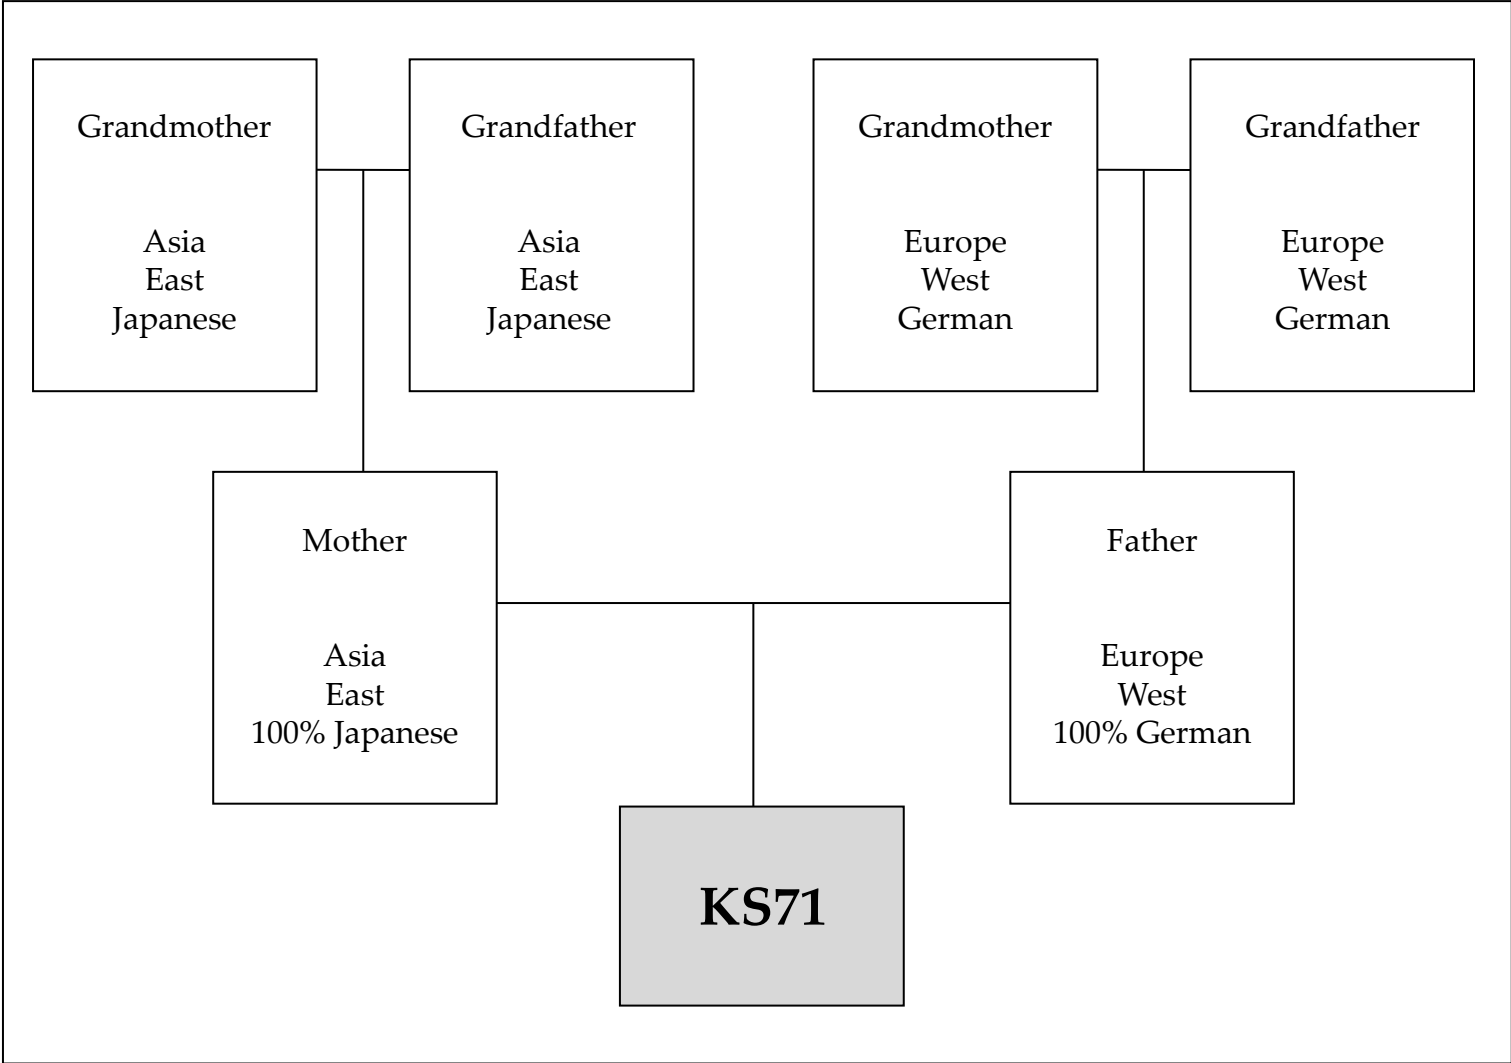 Grandmother
Asia
East
Japanese
Grandfather
Asia
East
Japanese
Grandmother
Europe
West
German
Grandfather
Europe
West
German
Mother
Asia
East
100% Japanese
Father
Europe
West
100% German
KS71